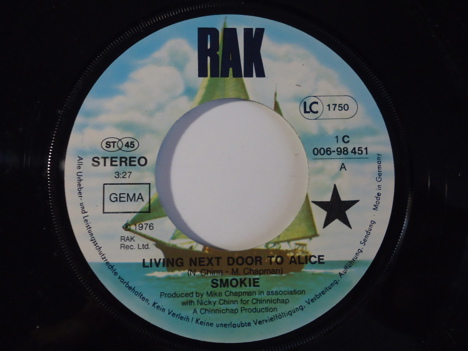 RAK
LC 1750
ST 45
STEREO
3:27
GEMA
1 C
006-98 451
A
℗ 1976
RAK
Rec. Ltd.
LIVING NEXT DOOR TO ALICE
(N. Chinn - M. Chapman)
SMOKIE
Produced by Mike Chapman in association
with Nicky Chinn for Chinnichap
A Chinnichap Production
Alle Urheber- und Leistungsschutzrechte vorbehalten. Kein Verleih! Keine unerlaubte Vervielfältigung, Verbreitung, Aufführung, Sendung · Made in Germany